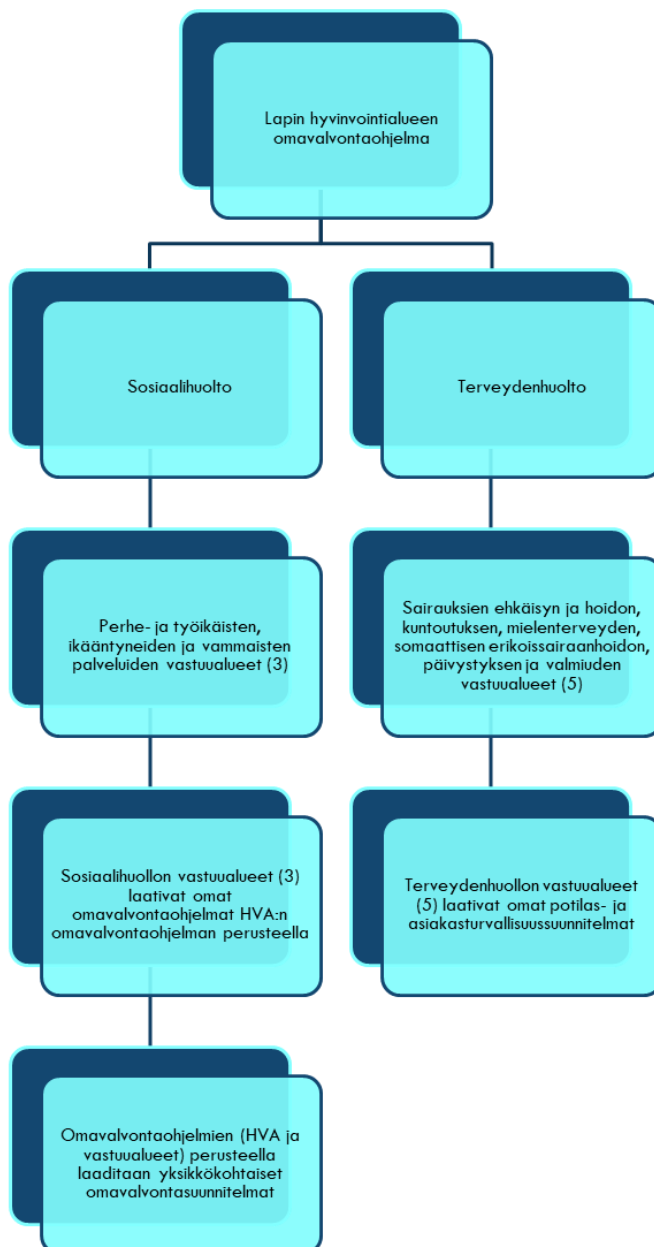 Lapin hyvinvointialueen
omavalvontaohjelma
Sosiaalihuolto
Terveydenhuolto
Perhe- ja työikäisten,
ikääntyneiden ja vammaisten
palveluiden vastuualueet (3)
Sairauksien ehkäisyn ja hoidon,
kuntoutuksen, mielenterveyden,
somaattisen erikoissairaanhoidon,
päivystyksen ja valmiuden
vastuualueet (5)
Sosiaalihuollon vastuualueet (3)
laativat omat
omavalvontaohjelmat HVA:n
omavalvontaohjelman perusteella
Terveydenhuollon vastuualueet
(5) laativat omat potilas- ja
asiakasturvallisuussuunnitelmat
Omavalvontaohjelmien (HVA ja
vastuualueet) perusteella
laaditaan yksikkökohtaiset
omavalvontasuunnitelmat